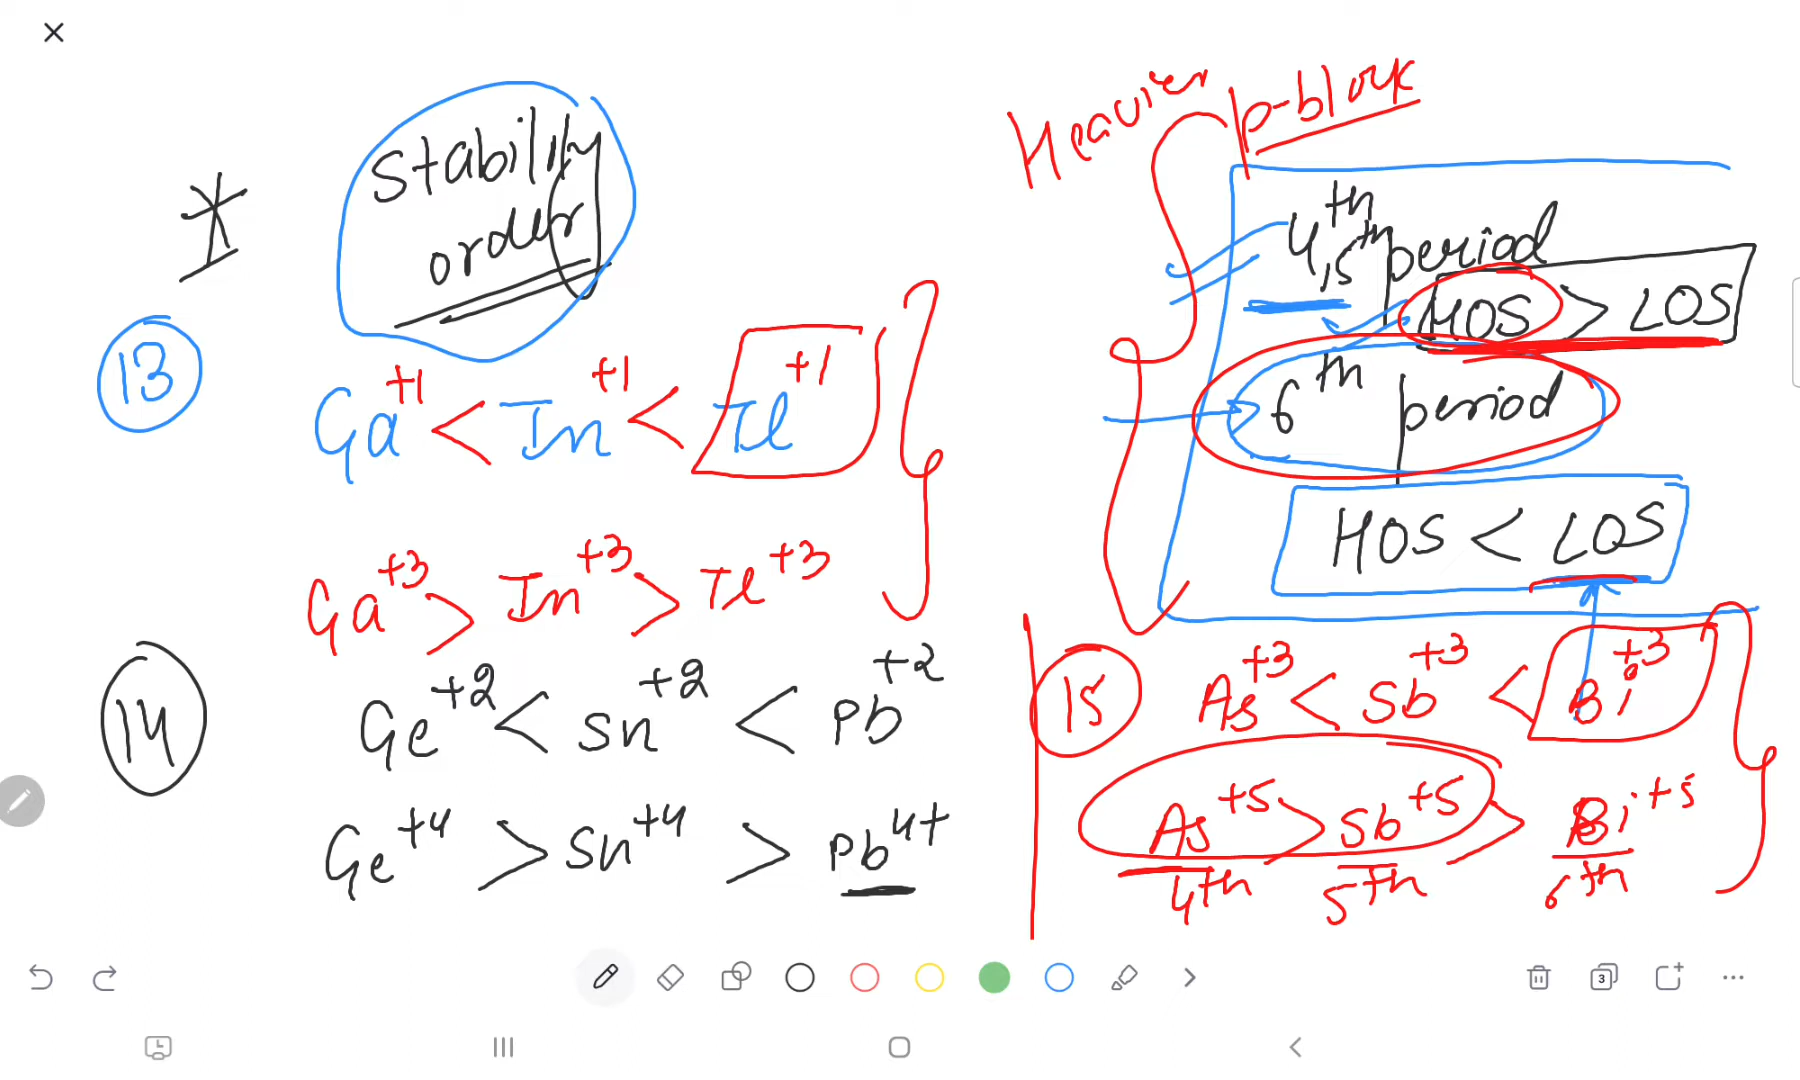 Stability
order
13
Ga+1 < In+1 < Tl+1
Ga+3 > In+3 > Tl+3
14
Ge+2 < Sn+2 < Pb+2
Ge+4 > Sn+4 > Pb4+
Heavier p-block
4,5th period
HOS > LOS
6th period
HOS < LOS
15
As+3 < Sb+3 < Bi+3
As+5 > Sb+5 > Bi+5
4th 5th 6th
3